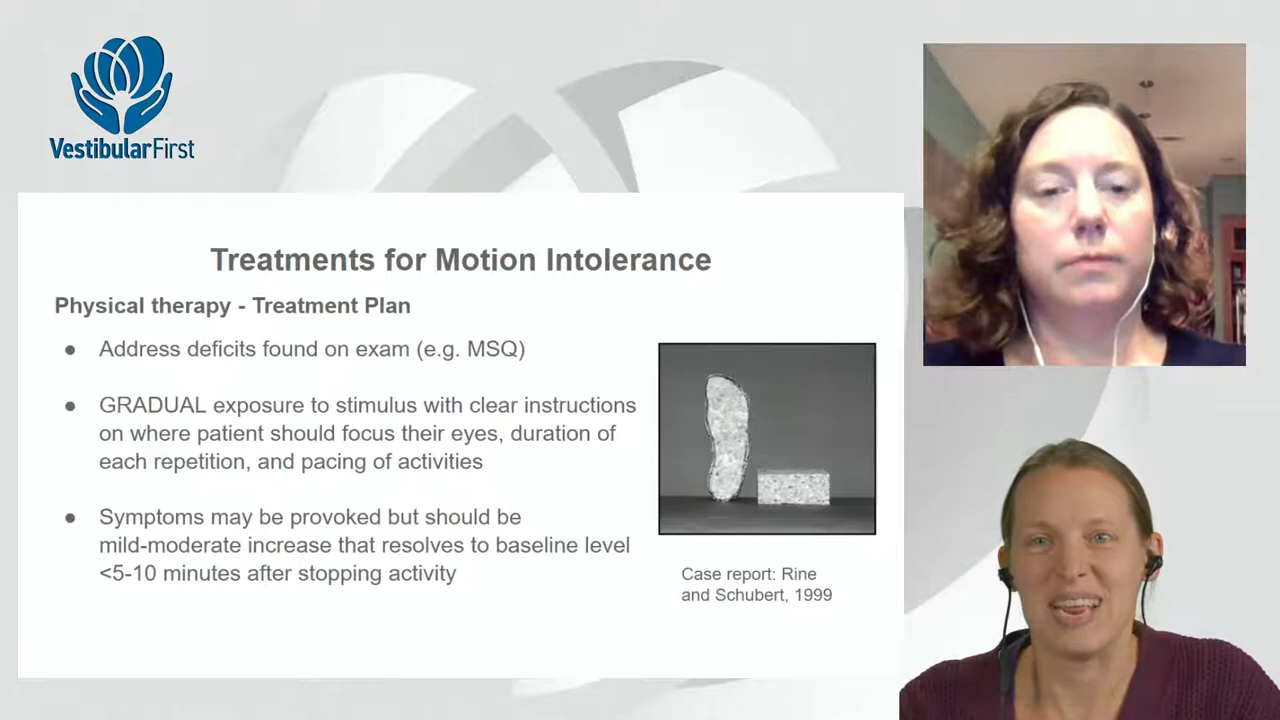 VestibularFirst
Treatments for Motion Intolerance
Physical therapy - Treatment Plan
● Address deficits found on exam (e.g. MSQ)
● GRADUAL exposure to stimulus with clear instructions
on where patient should focus their eyes, duration of
each repetition, and pacing of activities
● Symptoms may be provoked but should be
mild-moderate increase that resolves to baseline level
<5-10 minutes after stopping activity
Case report: Rine
and Schubert, 1999